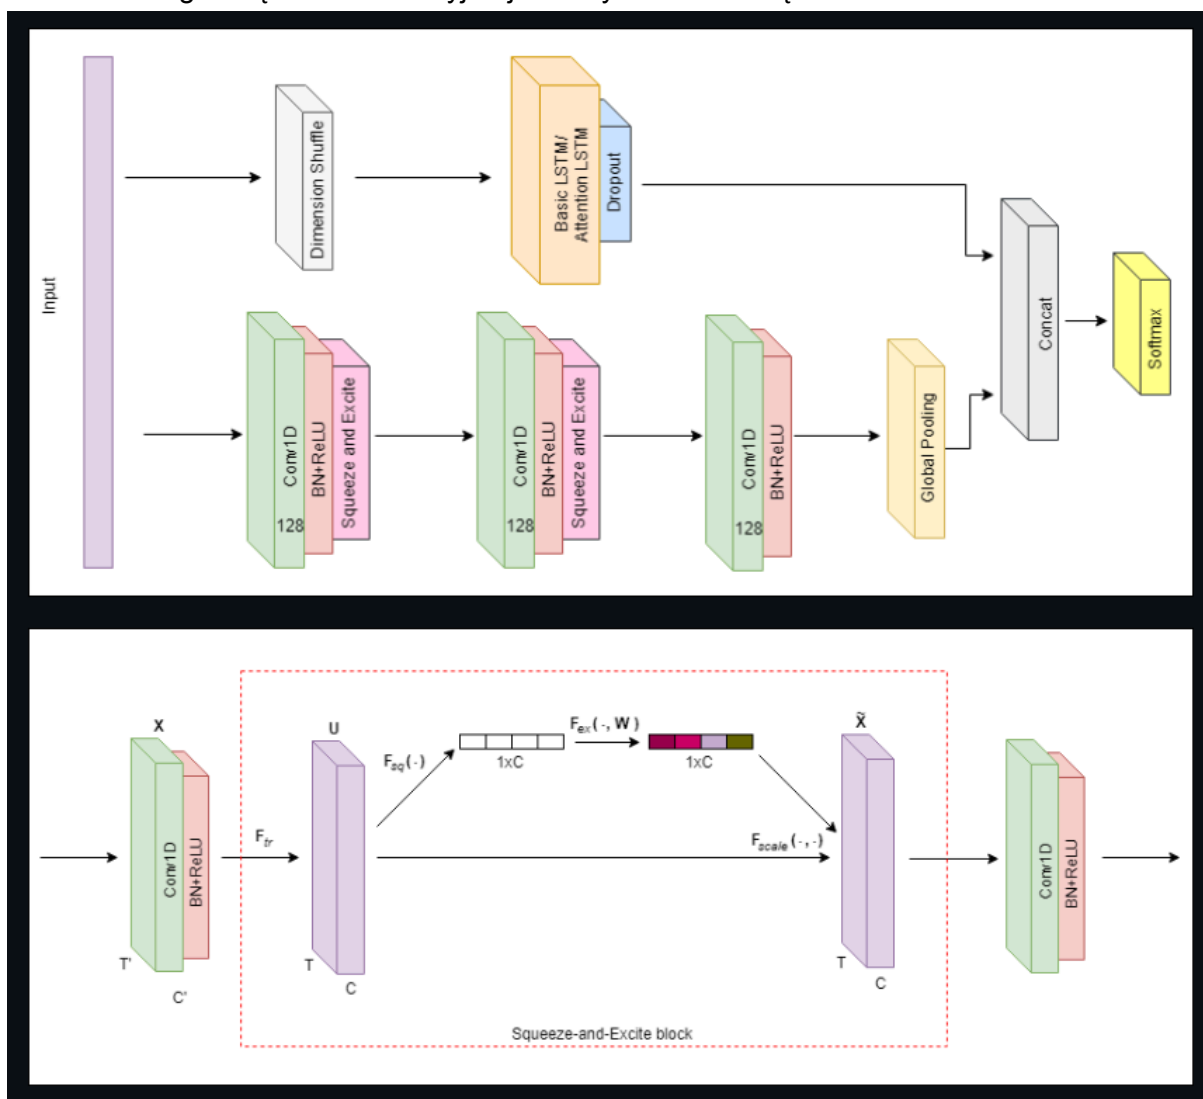 Input
Dimension Shuffle
Basic LSTM/
Attention LSTM
Dropout
Concat
Softmax
Conv1D
128
BN+ReLU
Squeeze and Excite
Conv1D
128
BN+ReLU
Squeeze and Excite
Conv1D
128
BN+ReLU
Global Pooling
X
Conv1D
BN+ReLU
T'
C'
F_tr
U
T
C
F_sq(·)
1xC
F_ex(·, W)
1xC
F_scale(·,·)
X̃
T
C
Conv1D
BN+ReLU
Squeeze-and-Excite block